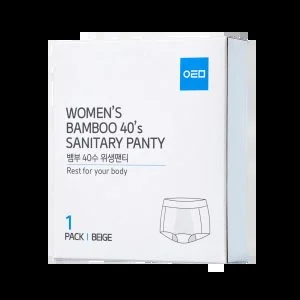 WOMEN'S
BAMBOO 40's
SANITARY PANTY
뱀부 40수 위생팬티
Rest for your body
1
PACK | BEIGE